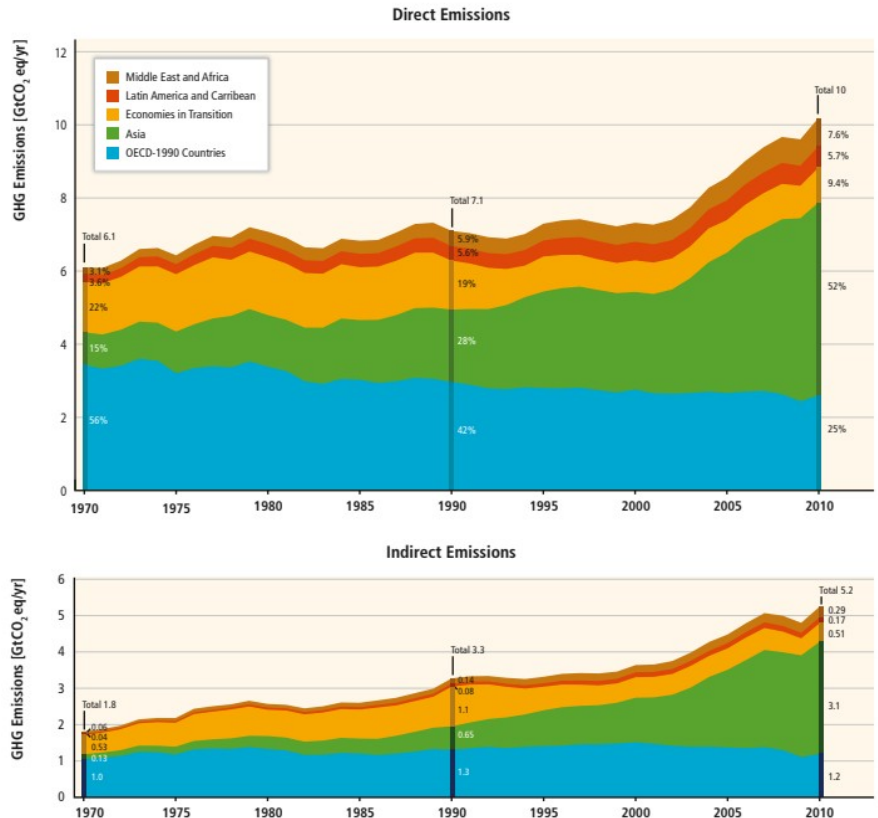 Direct Emissions
GHG Emissions [GtCO2 eq/yr]
12
10
8
6
4
2
0
Middle East and Africa
Latin America and Carribean
Economies in Transition
Asia
OECD-1990 Countries
Total 6.1
3.1%
3.6%
22%
15%
56%
Total 7.1
5.9%
5.6%
19%
28%
42%
Total 10
7.6%
5.7%
9.4%
52%
25%
1970 1975 1980 1985 1990 1995 2000 2005 2010
Indirect Emissions
GHG Emissions [GtCO2 eq/yr]
6
5
4
3
2
1
0
Total 1.8
0.06
0.04
0.53
0.13
1.0
Total 3.3
0.14
0.08
1.1
0.65
1.3
Total 5.2
0.29
0.17
0.51
3.1
1.2
1970 1975 1980 1985 1990 1995 2000 2005 2010